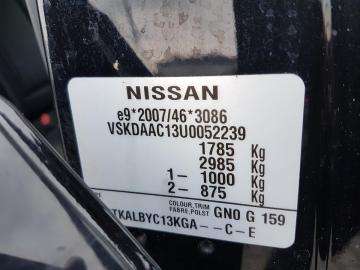 NISSAN
e9*2007/46*3086
VSKDAAC13U0052239
1785 Kg
2985 Kg
1- 1000 Kg
2- 875 Kg
COLOUR,TRIM FABRE,POLST GNO G 159
TKALBYC13KGA--C-E